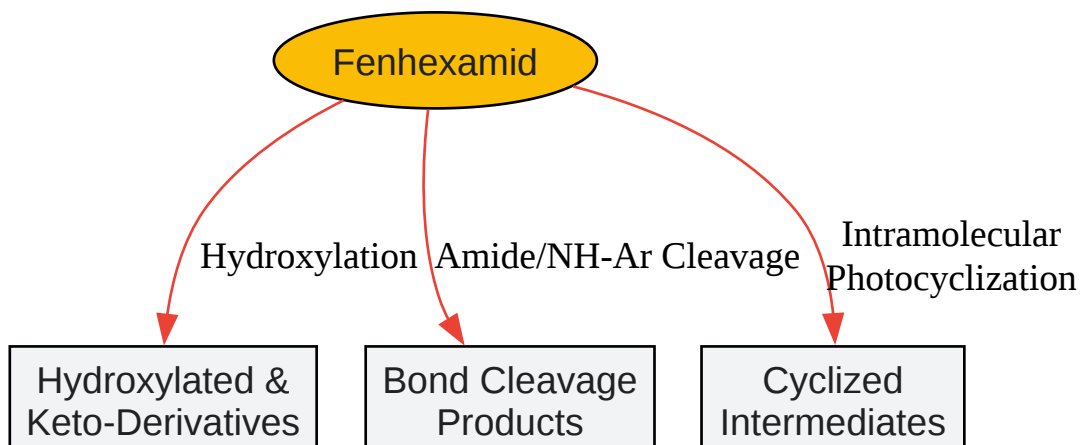 Fenhexamid
Hydroxylation
Amide/NH-Ar Cleavage
Intramolecular
Photocyclization
Hydroxylated &
Keto-Derivatives
Bond Cleavage
Products
Cyclized
Intermediates